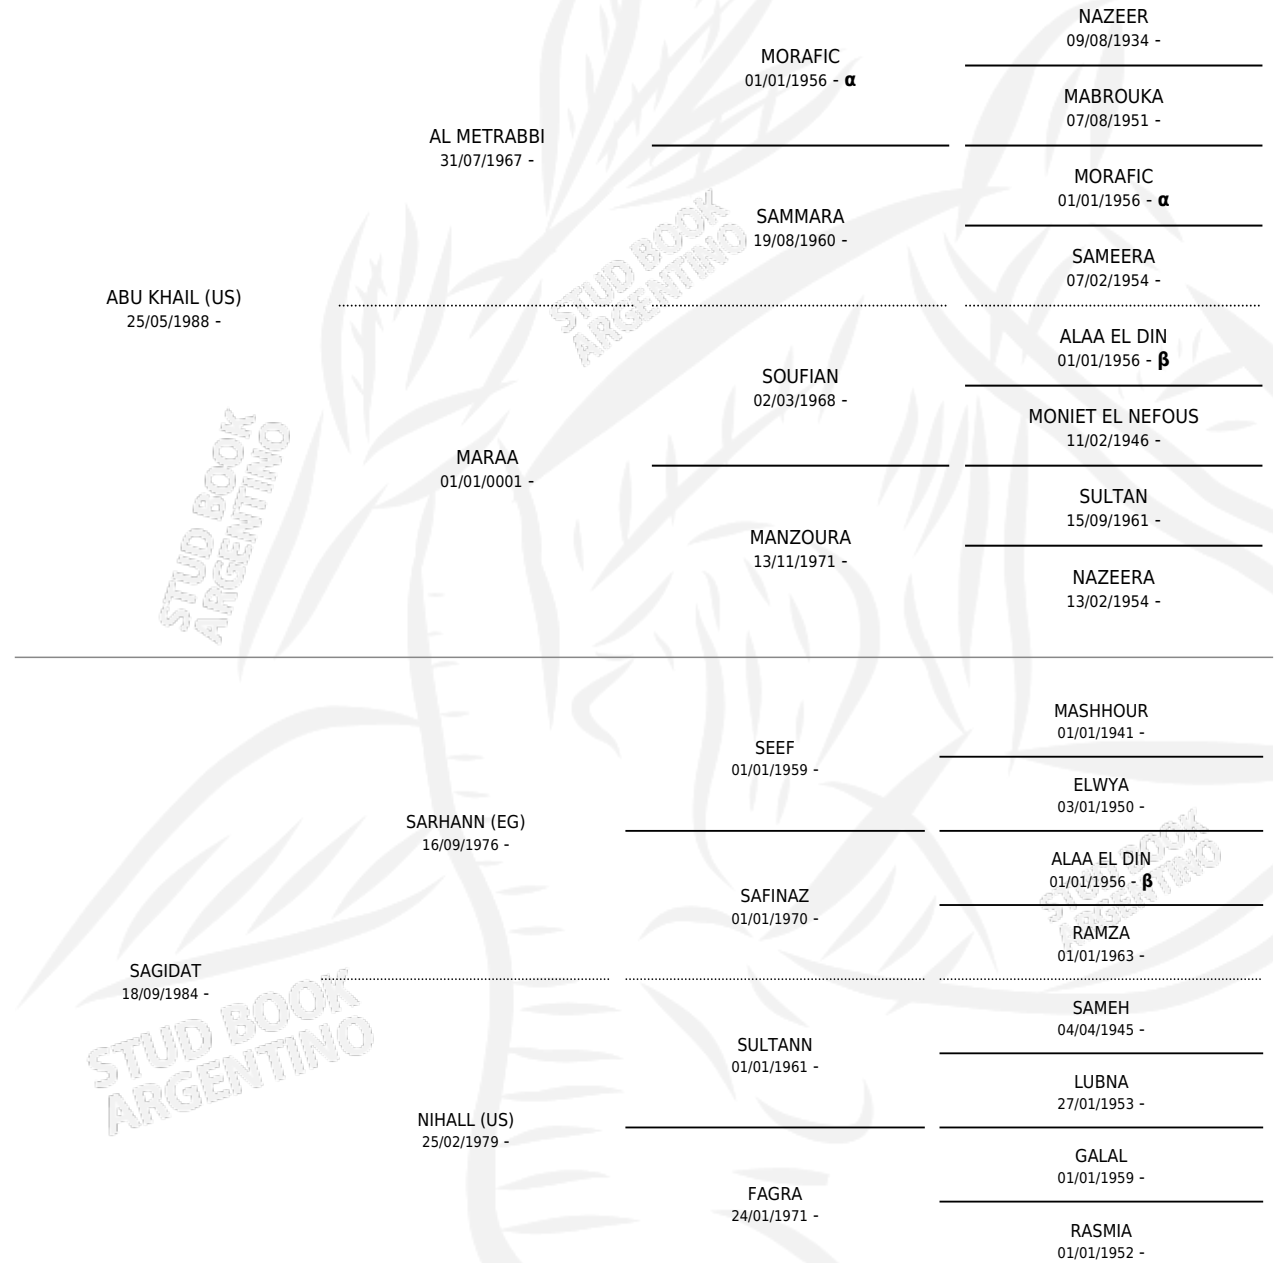 NAZEER
09/08/1934 -
MORAFIC
01/01/1956 - α
MABROUKA
07/08/1951 -
AL METRABBI
31/07/1967 -
MORAFIC
01/01/1956 - α
SAMMARA
19/08/1960 -
SAMEERA
07/02/1954 -
ABU KHAIL (US)
25/05/1988 -
ALAA EL DIN
01/01/1956 - β
SOUFIAN
02/03/1968 -
MONIET EL NEFOUS
11/02/1946 -
MARAA
01/01/0001 -
SULTAN
15/09/1961 -
MANZOURA
13/11/1971 -
NAZEERA
13/02/1954 -
MASHHOUR
01/01/1941 -
SEEF
01/01/1959 -
ELWYA
03/01/1950 -
SARHANN (EG)
16/09/1976 -
ALAA EL DIN
01/01/1956 - β
SAFINAZ
01/01/1970 -
RAMZA
01/01/1963 -
SAGIDAT
18/09/1984 -
SAMEH
04/04/1945 -
SULTANN
01/01/1961 -
LUBNA
27/01/1953 -
NIHALL (US)
25/02/1979 -
GALAL
01/01/1959 -
FAGRA
24/01/1971 -
RASMIA
01/01/1952 -
STUD BOOK
ARGENTINO
STUD BOOK
ARGENTINO
STUD BOOK
ARGENTINO
STUD BOOK
ARGENTINO